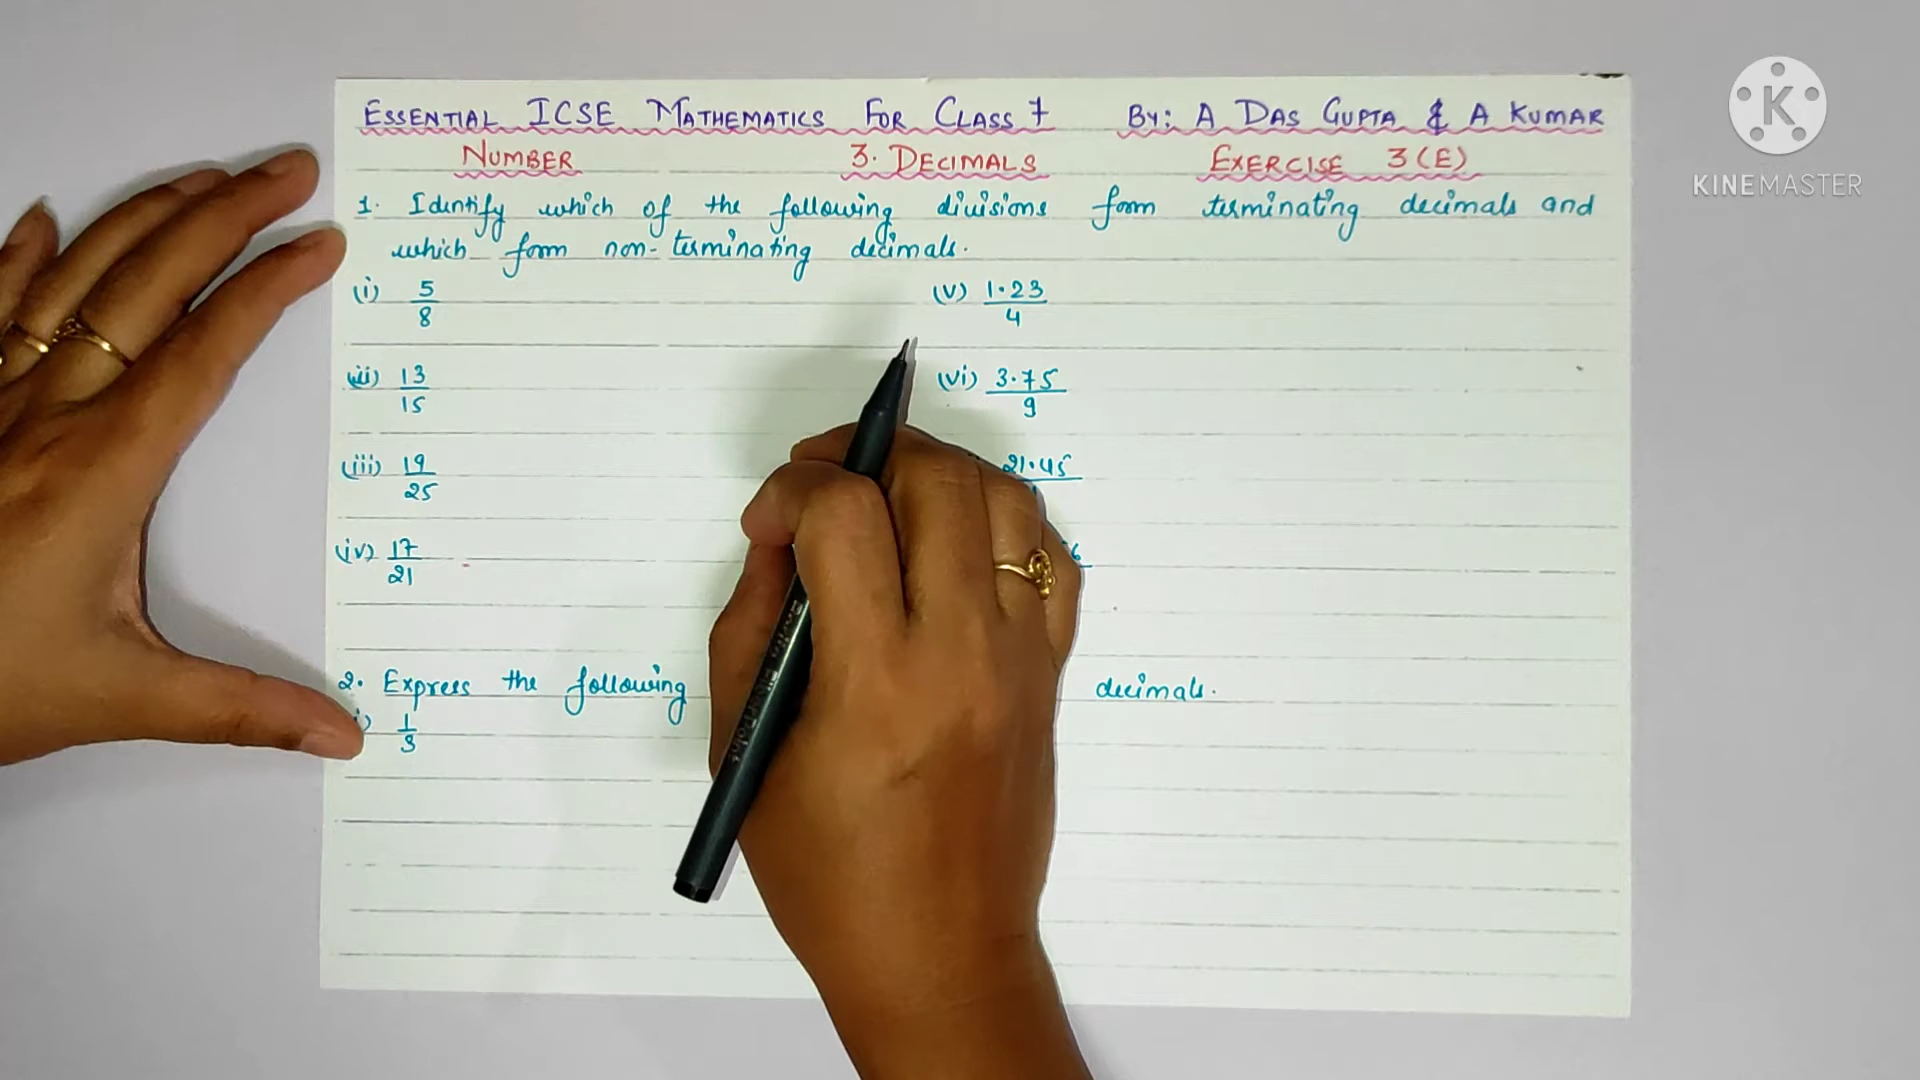 ESSENTIAL ICSE MATHEMATICS FOR CLASS 7 BY: A DAS GUPTA & A KUMAR
NUMBER 3. DECIMALS EXERCISE 3(E)
1. Identify which of the following divisions form terminating decimals and
which form non-terminating decimals.
(i) 5/8 (v) 1.23/4
(ii) 13/15 (vi) 3.75/9
(iii) 19/25 21.45
(iv) 17/21
2. Express the following decimals.
KINEMASTER